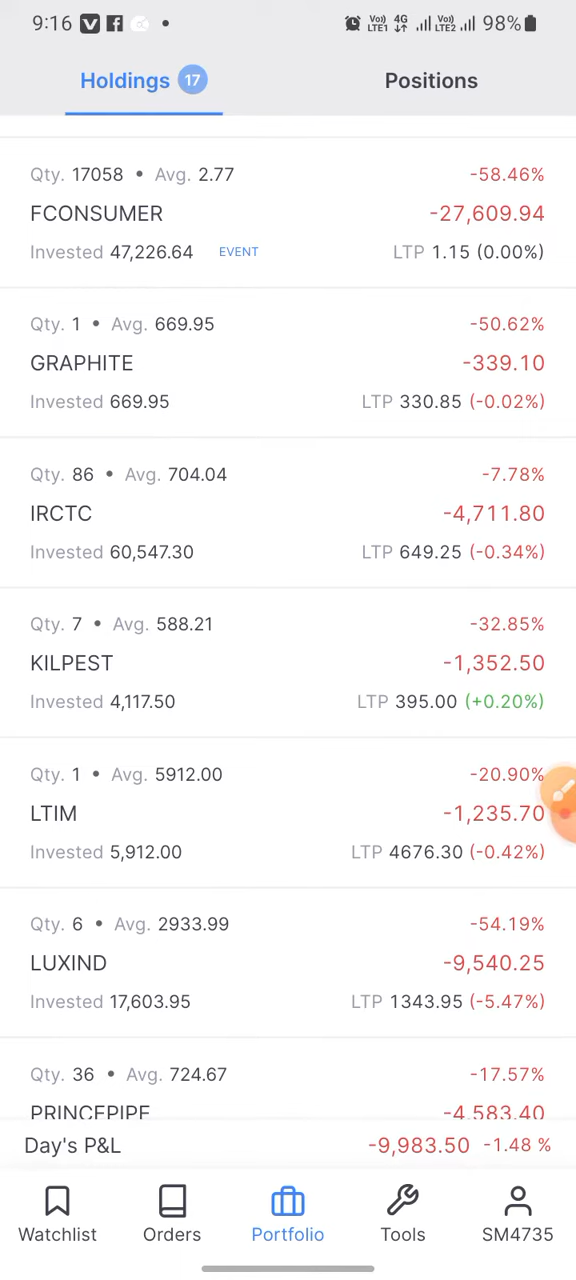 9:16 Vo) LTE1 4G Vo) LTE2 98%
Holdings 17 Positions
Qty. 17058 • Avg. 2.77 -58.46%
FCONSUMER -27,609.94
Invested 47,226.64 EVENT LTP 1.15 (0.00%)
Qty. 1 • Avg. 669.95 -50.62%
GRAPHITE -339.10
Invested 669.95 LTP 330.85 (-0.02%)
Qty. 86 • Avg. 704.04 -7.78%
IRCTC -4,711.80
Invested 60,547.30 LTP 649.25 (-0.34%)
Qty. 7 • Avg. 588.21 -32.85%
KILPEST -1,352.50
Invested 4,117.50 LTP 395.00 (+0.20%)
Qty. 1 • Avg. 5912.00 -20.90%
LTIM -1,235.70
Invested 5,912.00 LTP 4676.30 (-0.42%)
Qty. 6 • Avg. 2933.99 -54.19%
LUXIND -9,540.25
Invested 17,603.95 LTP 1343.95 (-5.47%)
Qty. 36 • Avg. 724.67 -17.57%
PRINCEPIPE -4,583.40
Day's P&L -9,983.50 -1.48 %
Watchlist Orders Portfolio Tools SM4735